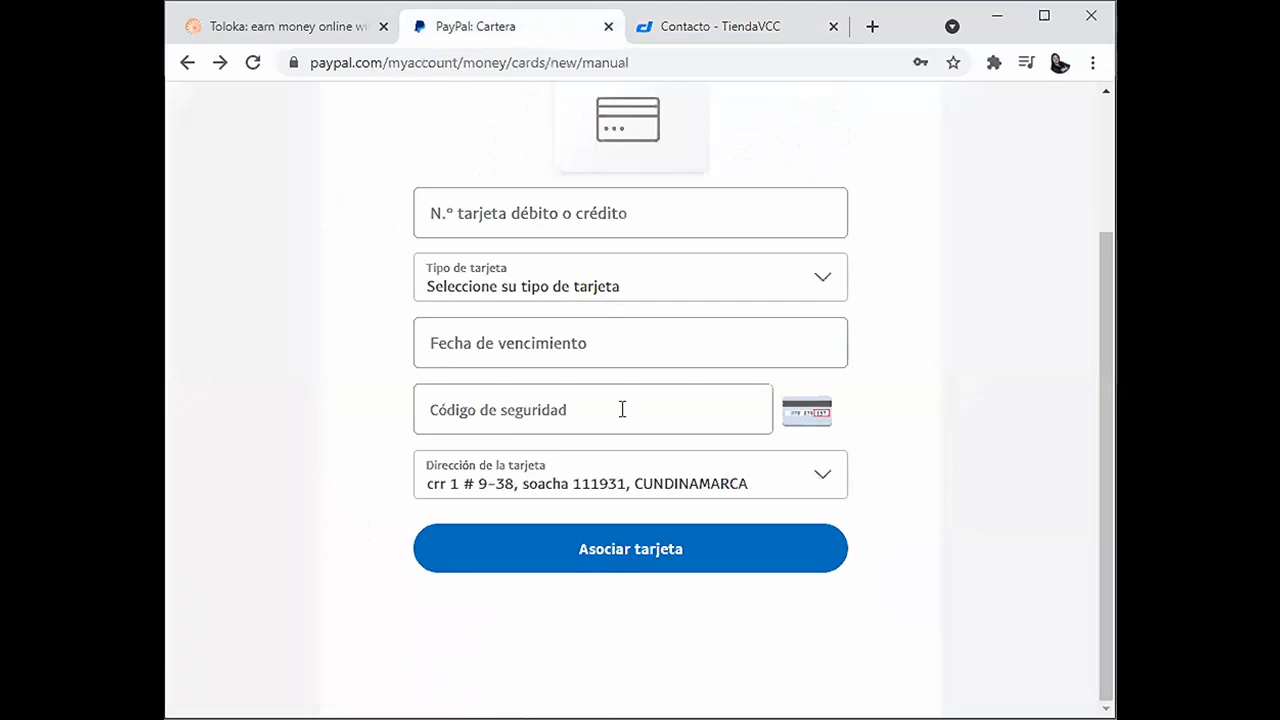 Toloka: earn money online wi
PayPal: Cartera
Contacto - TiendaVCC
paypal.com/myaccount/money/cards/new/manual
N.º tarjeta débito o crédito
Tipo de tarjeta
Seleccione su tipo de tarjeta
Fecha de vencimiento
Código de seguridad
Dirección de la tarjeta
crr 1 # 9-38, soacha 111931, CUNDINAMARCA
Asociar tarjeta